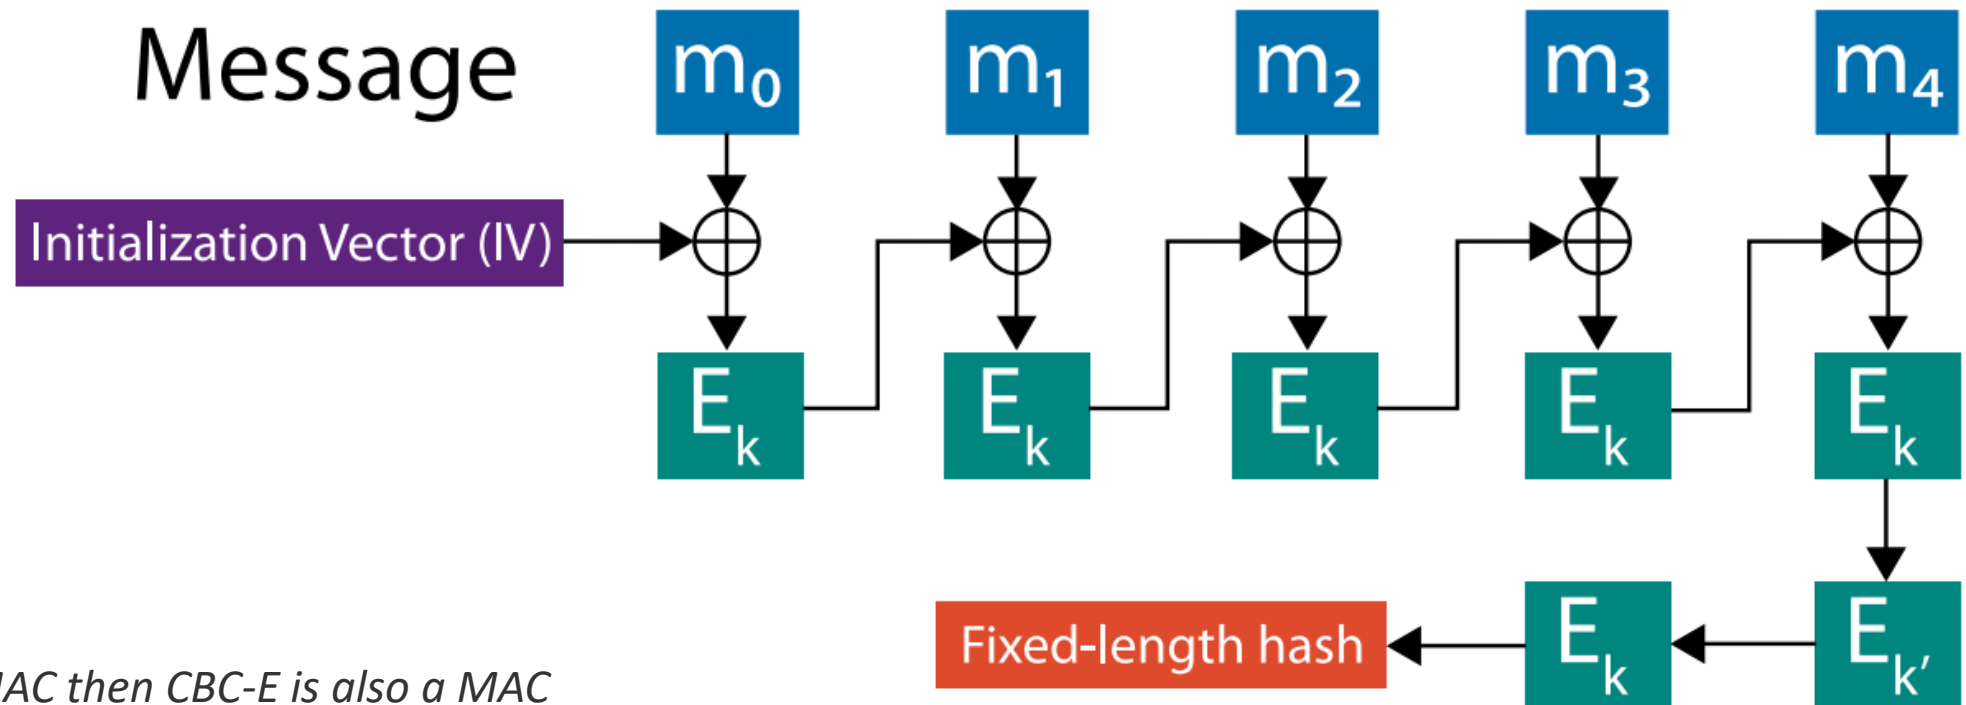 Message
m₀ m₁ m₂ m₃ m₄
Initialization Vector (IV)
Eₖ Eₖ Eₖ Eₖ Eₖ
Fixed-length hash Eₖ Eₖ′
then CBC-E is also a MAC